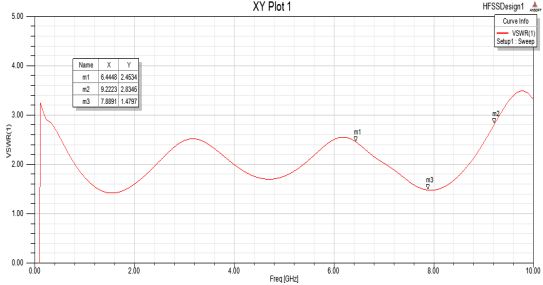 XY Plot 1
HFSSDesign1
ANSOFT
Curve Info
VSWR(1)
Setup1 : Sweep
Name X Y
m1 6.4448 2.4634
m2 9.2223 2.8346
m3 7.8891 1.4797
5.00
4.00
3.00
2.00
1.00
0.00
VSWR(1)
m1
m2
m3
0.00 2.00 4.00 6.00 8.00 10.00
Freq [GHz]